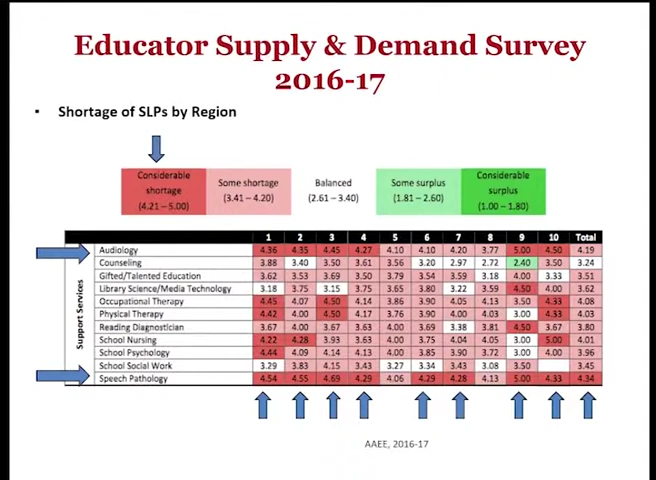 Educator Supply & Demand Survey
2016-17
▪ Shortage of SLPs by Region
Considerable shortage (4.21 – 5.00) Some shortage (3.41 – 4.20) Balanced (2.61 – 3.40) Some surplus (1.81 – 2.60) Considerable surplus (1.00 – 1.80)
1 2 3 4 5 6 7 8 9 10 Total
Support Services
Audiology 4.36 4.35 4.45 4.27 4.10 4.10 4.20 3.77 5.00 4.50 4.19
Counseling 3.88 3.40 3.50 3.61 3.56 3.20 2.97 2.72 2.40 3.50 3.24
Gifted/Talented Education 3.62 3.53 3.69 3.50 3.79 3.54 3.59 3.18 4.00 3.33 3.51
Library Science/Media Technology 3.18 3.75 3.15 3.75 3.65 3.80 3.22 3.59 4.50 4.00 3.62
Occupational Therapy 4.45 4.07 4.50 4.14 3.86 3.90 4.05 4.13 3.50 4.33 4.08
Physical Therapy 4.42 4.00 4.50 4.17 3.76 3.90 4.00 4.03 3.00 4.33 4.03
Reading Diagnostician 3.67 4.00 3.67 3.63 4.00 3.69 3.38 3.81 4.50 3.67 3.80
School Nursing 4.22 4.28 3.93 3.63 4.00 3.75 4.04 4.05 3.00 5.00 4.01
School Psychology 4.44 4.09 4.14 4.13 4.00 3.85 3.90 3.72 3.00 4.00 3.96
School Social Work 3.29 3.83 4.15 3.43 3.27 3.34 3.43 3.08 3.50 3.45
Speech Pathology 4.54 4.55 4.69 4.29 4.06 4.29 4.28 4.13 5.00 4.33 4.34
AAEE, 2016-17